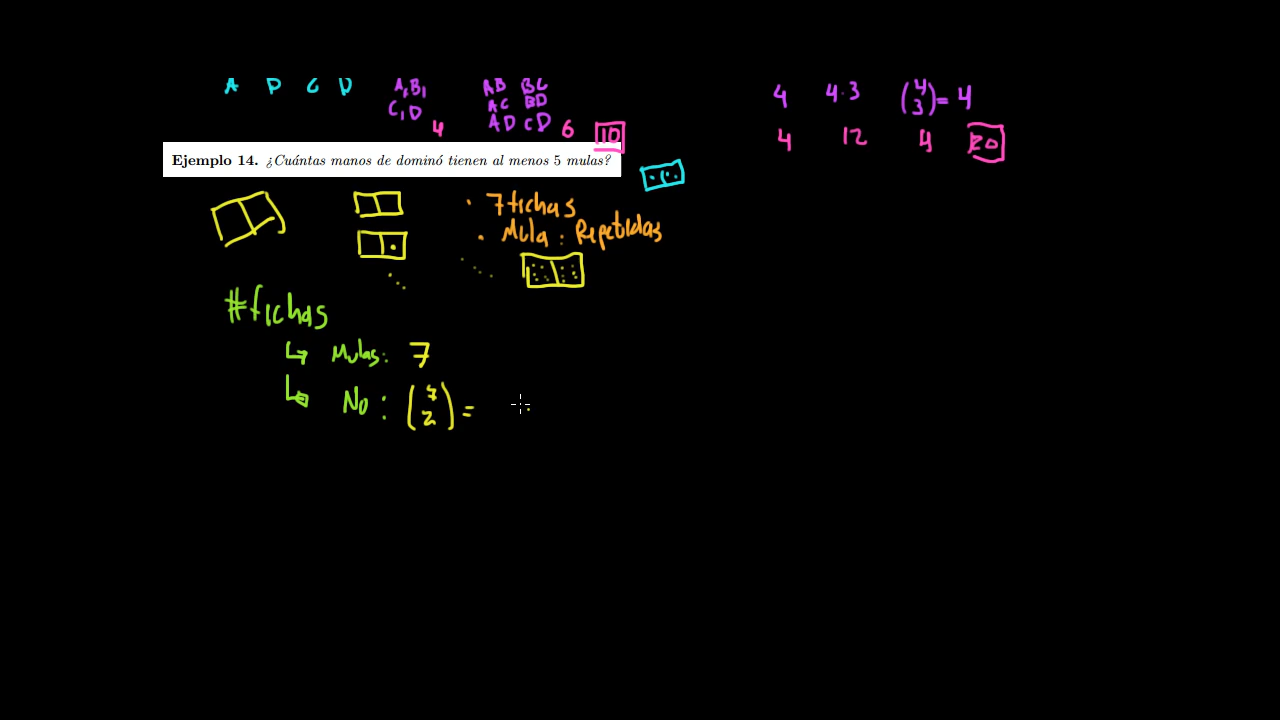 A B C D A, B, AB BC 4 4·3 (4 3) = 4
C, D AC BD
AD CD
4 6 10 4 12 4 20
Ejemplo 14. ¿Cuántas manos de dominó tienen al menos 5 mulas?
· 7 fichas
· Mula: Repetidas
#fichas
↳ Mulas: 7
↳ No: (7 2) =